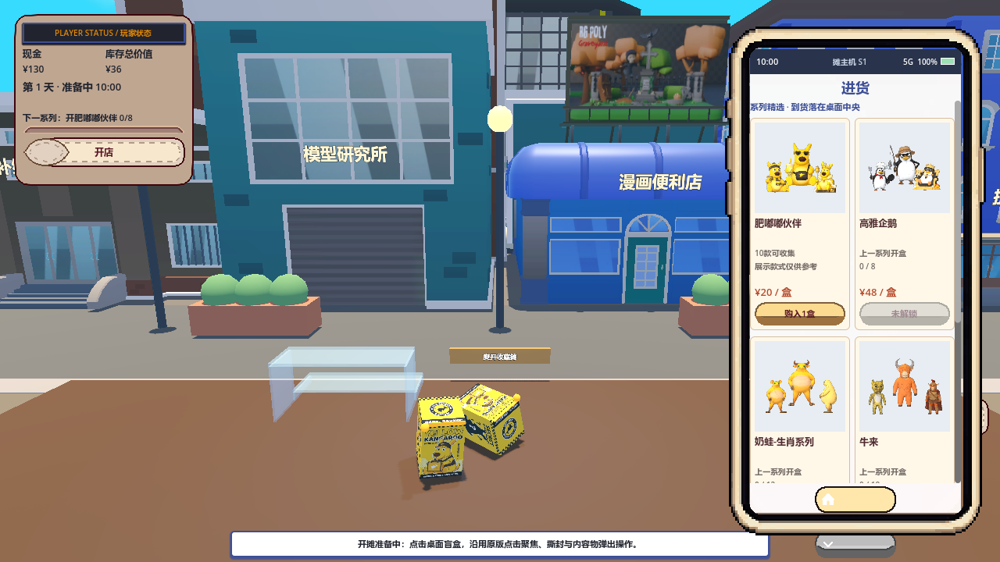 PLAYER STATUS / 玩家状态
现金
库存总价值
¥130
¥36
第 1 天 · 准备中 10:00
下一系列：开肥嘟嘟伙伴 0/8
开店
模型研究所
漫画便利店
RG POLY
Graveyard
YELLOW
KANGAROO
开摊准备中：点击桌面盲盒，沿用原版点击聚焦、撕封与内容物弹出操作。
10:00
摊主机 S1
5G 100%
进货
系列精选 · 到货落在桌面中央
肥嘟嘟伙伴
10款可收集
展示款式仅供参考
¥20 / 盒
购入1盒
高雅企鹅
上一系列开盒
0 / 8
¥48 / 盒
未解锁
奶蛙-生肖系列
上一系列开盒
牛来
上一系列开盒